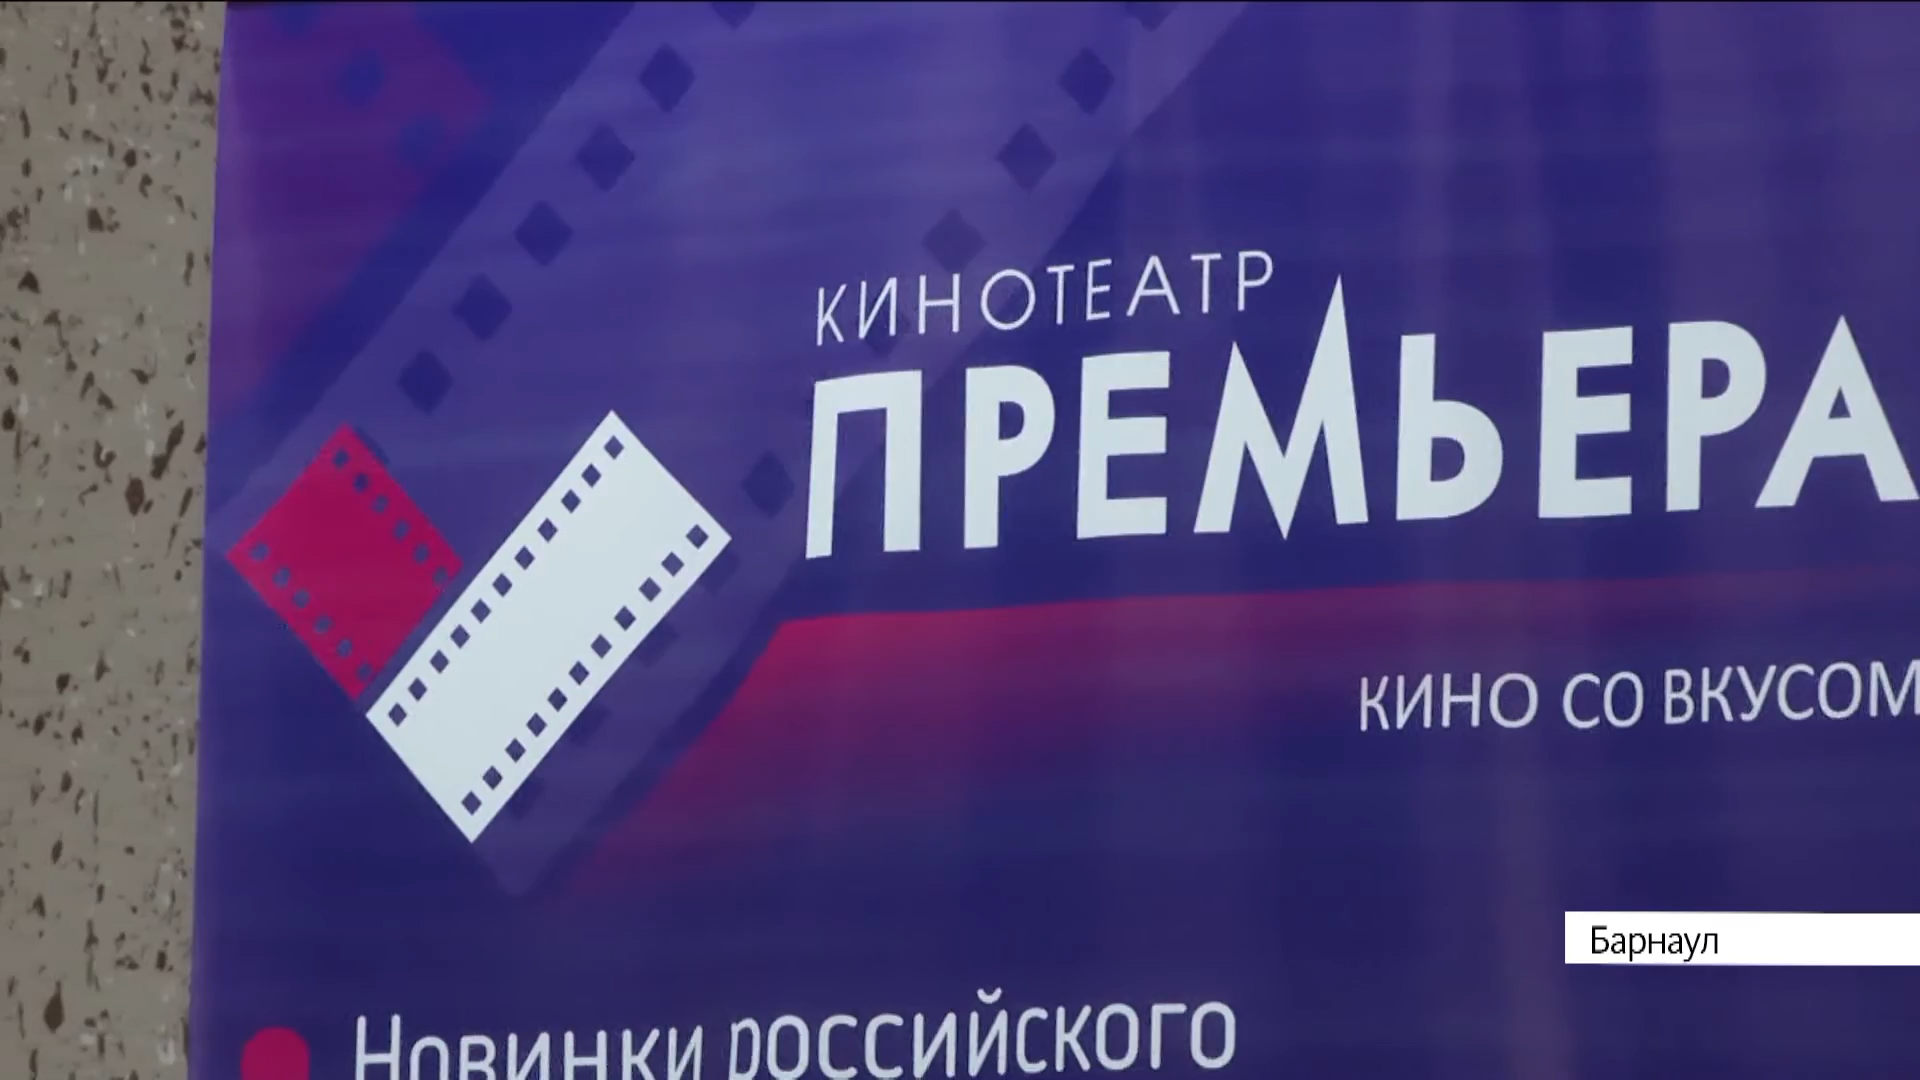 КИНОТЕАТР
ПРЕМЬЕРА
КИНО СО ВКУСОМ
Барнаул
Новинки российского